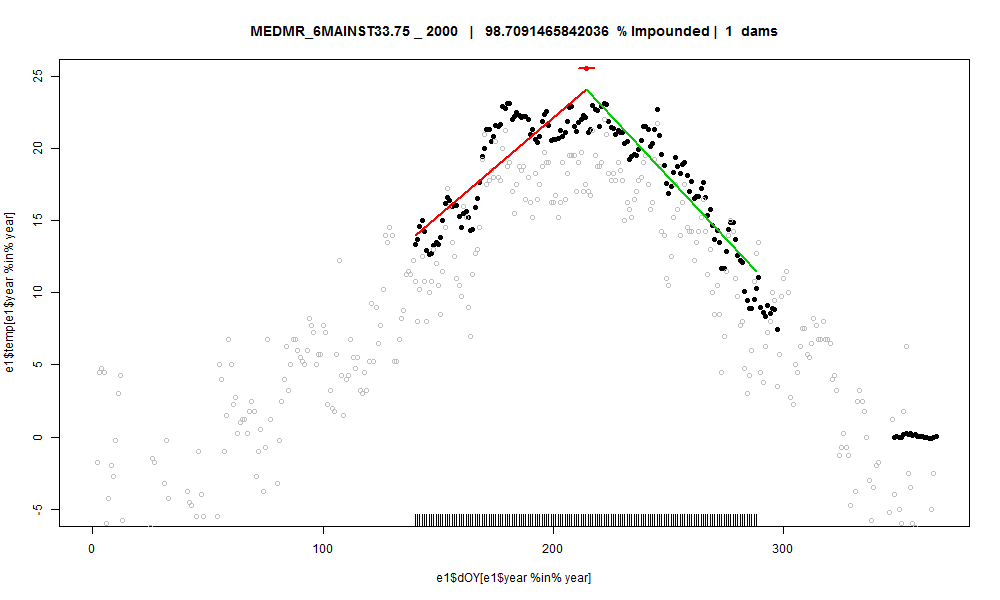 MEDMR_6MAINST33.75 _ 2000 | 98.7091465842036 % Impounded | 1 dams
e1$temp[e1$year %in% year]
25
20
15
10
5
0
-5
0 100 200 300
e1$dOY[e1$year %in% year]